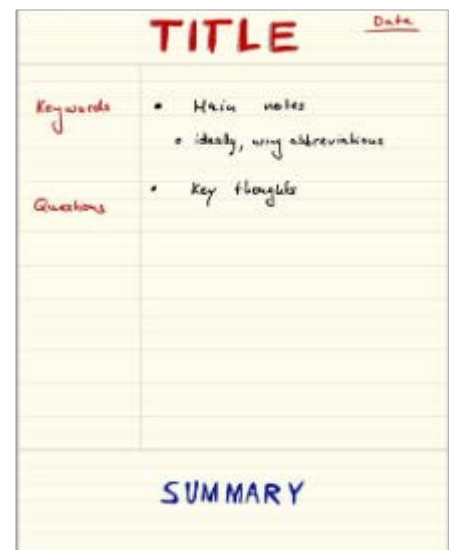 TITLE
Date
Keywords
• Main notes
• ideally, using abbreviations
• Key thoughts
Questions
SUMMARY